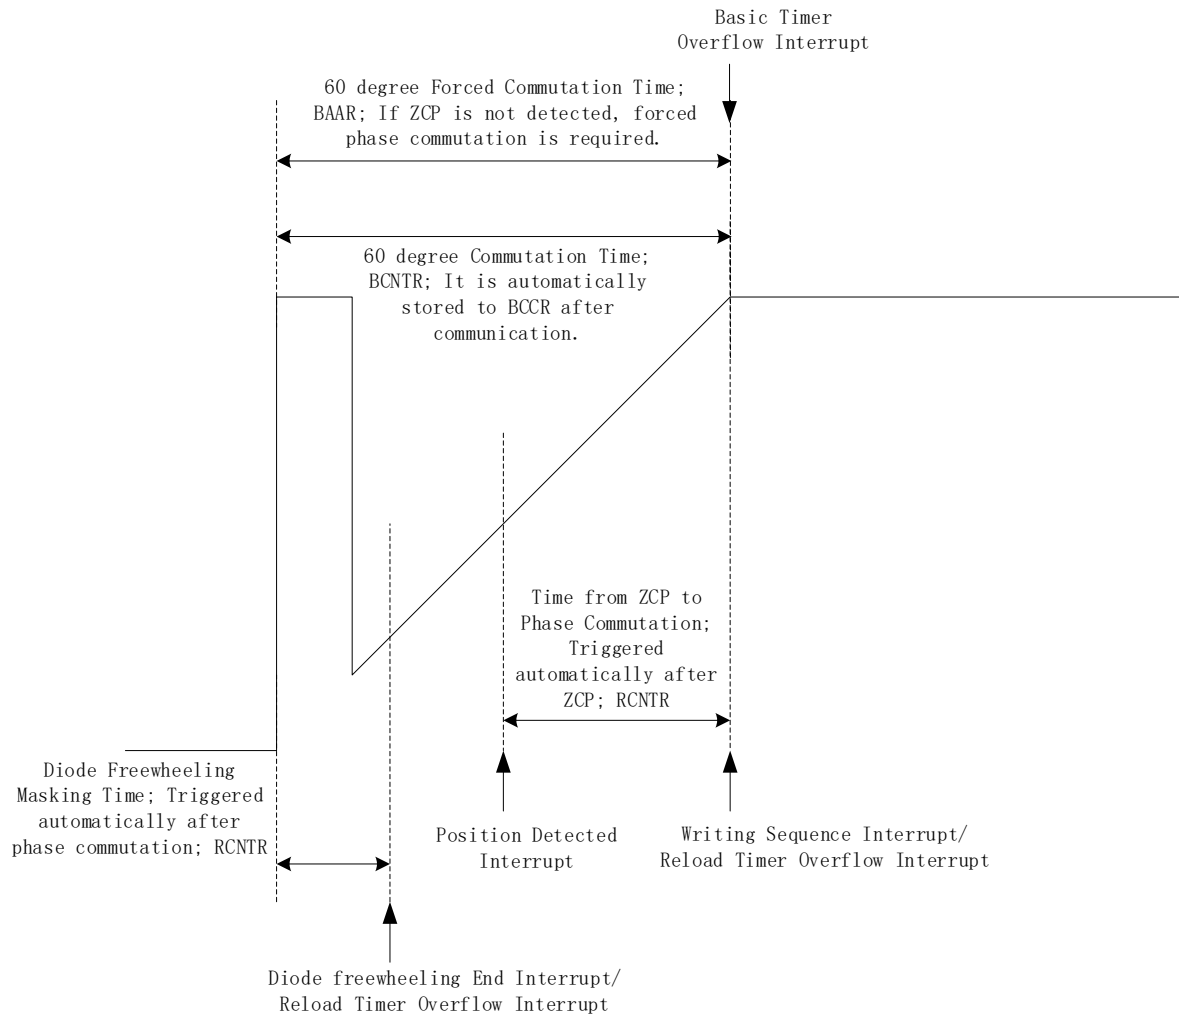 Basic Timer
Overflow Interrupt
60 degree Forced Commutation Time;
BAAR; If ZCP is not detected, forced
phase commutation is required.
60 degree Commutation Time;
BCNTR; It is automatically
stored to BCCR after
communication.
Time from ZCP to
Phase Commutation;
Triggered
automatically after
ZCP; RCNTR
Diode Freewheeling
Masking Time; Triggered
automatically after
phase commutation; RCNTR
Position Detected
Interrupt
Writing Sequence Interrupt/
Reload Timer Overflow Interrupt
Diode freewheeling End Interrupt/
Reload Timer Overflow Interrupt